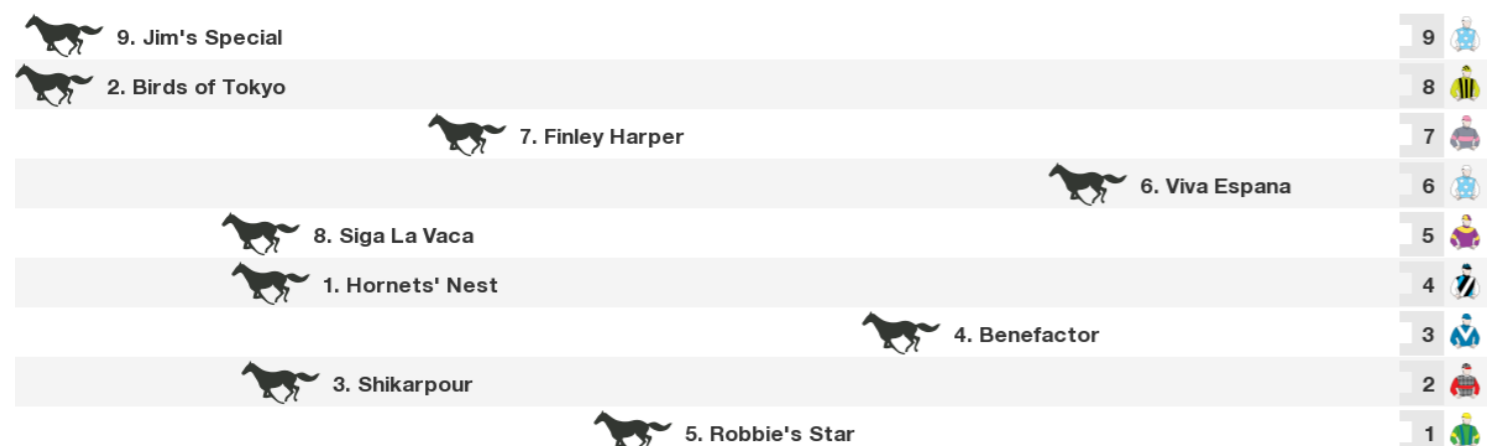 9. Jim's Special 9
2. Birds of Tokyo 8
7. Finley Harper 7
6. Viva Espana 6
8. Siga La Vaca 5
1. Hornets' Nest 4
4. Benefactor 3
3. Shikarpour 2
5. Robbie's Star 1